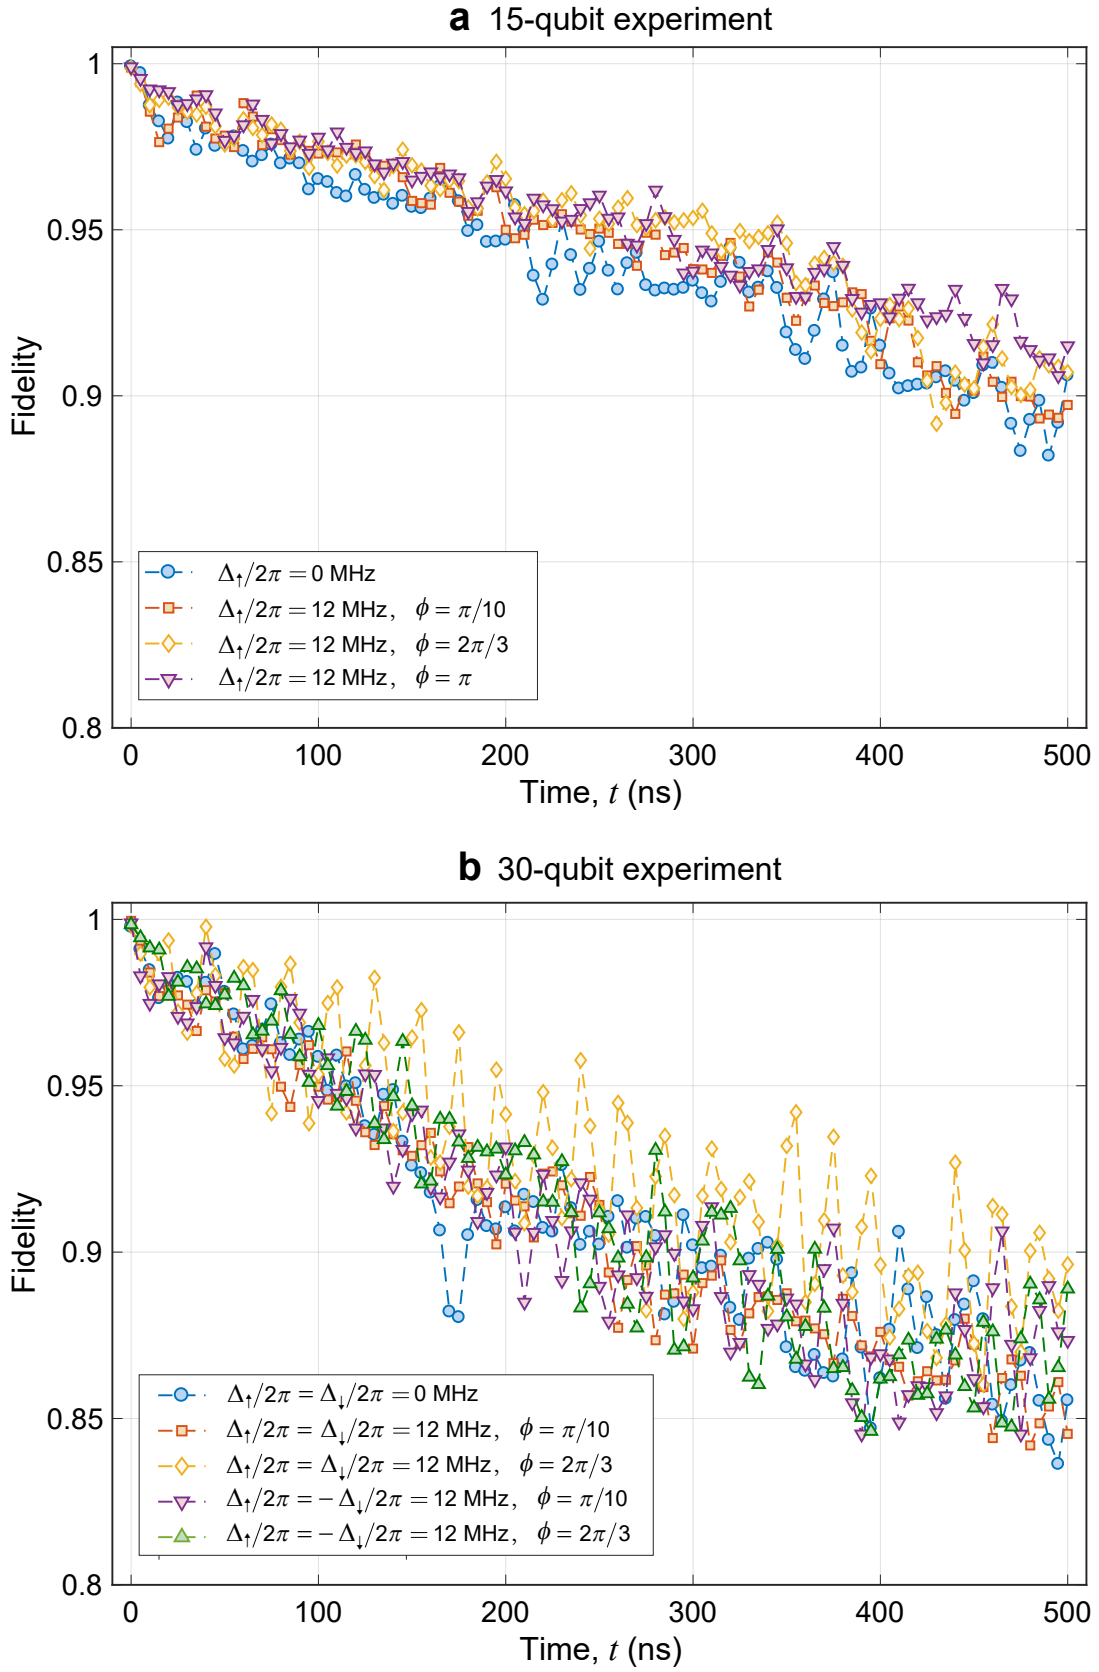 a 15-qubit experiment
1
0.95
0.9
0.85
0.8
Fidelity
Δ↑/2π = 0 MHz
Δ↑/2π = 12 MHz, ϕ = π/10
Δ↑/2π = 12 MHz, ϕ = 2π/3
Δ↑/2π = 12 MHz, ϕ = π
0 100 200 300 400 500
Time, t (ns)
b 30-qubit experiment
1
0.95
0.9
0.85
0.8
Fidelity
Δ↑/2π = Δ↓/2π = 0 MHz
Δ↑/2π = Δ↓/2π = 12 MHz, ϕ = π/10
Δ↑/2π = Δ↓/2π = 12 MHz, ϕ = 2π/3
Δ↑/2π = − Δ↓/2π = 12 MHz, ϕ = π/10
Δ↑/2π = − Δ↓/2π = 12 MHz, ϕ = 2π/3
0 100 200 300 400 500
Time, t (ns)